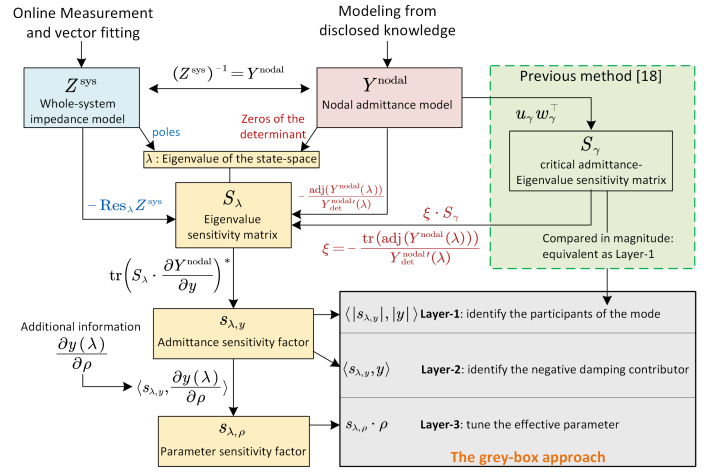 Online Measurement
and vector fitting
Modeling from
disclosed knowledge
Z^sys
Whole-system
impedance model
(Z^sys)^−1 = Y^nodal
Y^nodal
Nodal admittance model
Previous method [18]
u_γ w_γ^⊤
S_γ
critical admittance-
Eigenvalue sensitivity matrix
poles
Zeros of the
determinant
λ : Eigenvalue of the state-space
− Res_λ Z^sys
S_λ
Eigenvalue
sensitivity matrix
− adj(Y^nodal(λ)) / Y_det^nodal′(λ)
ξ · S_γ
ξ = − tr(adj(Y^nodal(λ))) / Y_det^nodal′(λ)
Compared in magnitude:
equivalent as Layer-1
tr(S_λ · ∂Y^nodal / ∂y)^*
s_λ,y
Admittance sensitivity factor
⟨|s_λ,y|, |y|⟩ Layer-1: identify the participants of the mode
Additional information
∂y(λ) / ∂ρ
⟨s_λ,y, ∂y(λ) / ∂ρ⟩
⟨s_λ,y, y⟩ Layer-2: identify the negative damping contributor
s_λ,ρ
Parameter sensitivity factor
s_λ,ρ · ρ Layer-3: tune the effective parameter
The grey-box approach